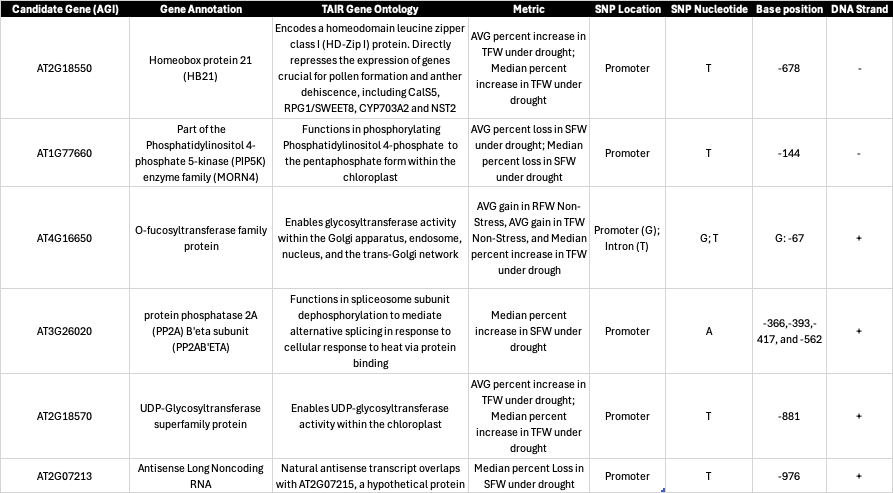 Candidate Gene (AGI) Gene Annotation TAIR Gene Ontology Metric SNP Location SNP Nucleotide Base position DNA Strand
AT2G18550
Homeobox protein 21
(HB21)
Encodes a homeodomain leucine zipper
class I (HD-Zip I) protein. Directly
represses the expression of genes
crucial for pollen formation and anther
dehiscence, including CalS5,
RPG1/SWEET8, CYP703A2 and NST2
AVG percent increase in
TFW under drought;
Median percent
increase in TFW under
drought
Promoter
T
-678
-
AT1G77660
Part of the
Phosphatidylinositol 4-
phosphate 5-kinase (PIP5K)
enzyme family (MORN4)
Functions in phosphorylating
Phosphatidylinositol 4-phosphate to
the pentaphosphate form within the
chloroplast
AVG percent loss in SFW
under drought; Median
percent loss in SFW
under drought
Promoter
T
-144
-
AT4G16650
O-fucosyltransferase family
protein
Enables glycosyltransferase activity
within the Golgi apparatus, endosome,
nucleus, and the trans-Golgi network
AVG gain in RFW Non-
Stress, AVG gain in TFW
Non-Stress, and Median
percent increase in TFW
under drough
Promoter (G);
Intron (T)
G; T
G: -67
+
AT3G26020
protein phosphatase 2A
(PP2A) B'eta subunit
(PP2AB'ETA)
Functions in spliceosome subunit
dephosphorylation to mediate
alternative splicing in response to
cellular response to heat via protein
binding
Median percent
increase in SFW under
drought
Promoter
A
-366,-393,-
417, and -562
+
AT2G18570
UDP-Glycosyltransferase
superfamily protein
Enables UDP-glycosyltransferase
activity within the chloroplast
AVG percent increase in
TFW under drought;
Median percent
increase in TFW under
drought
Promoter
T
-881
+
AT2G07213
Antisense Long Noncoding
RNA
Natural antisense transcript overlaps
with AT2G07215, a hypothetical protein
Median percent Loss in
SFW under drought
Promoter
T
-976
+